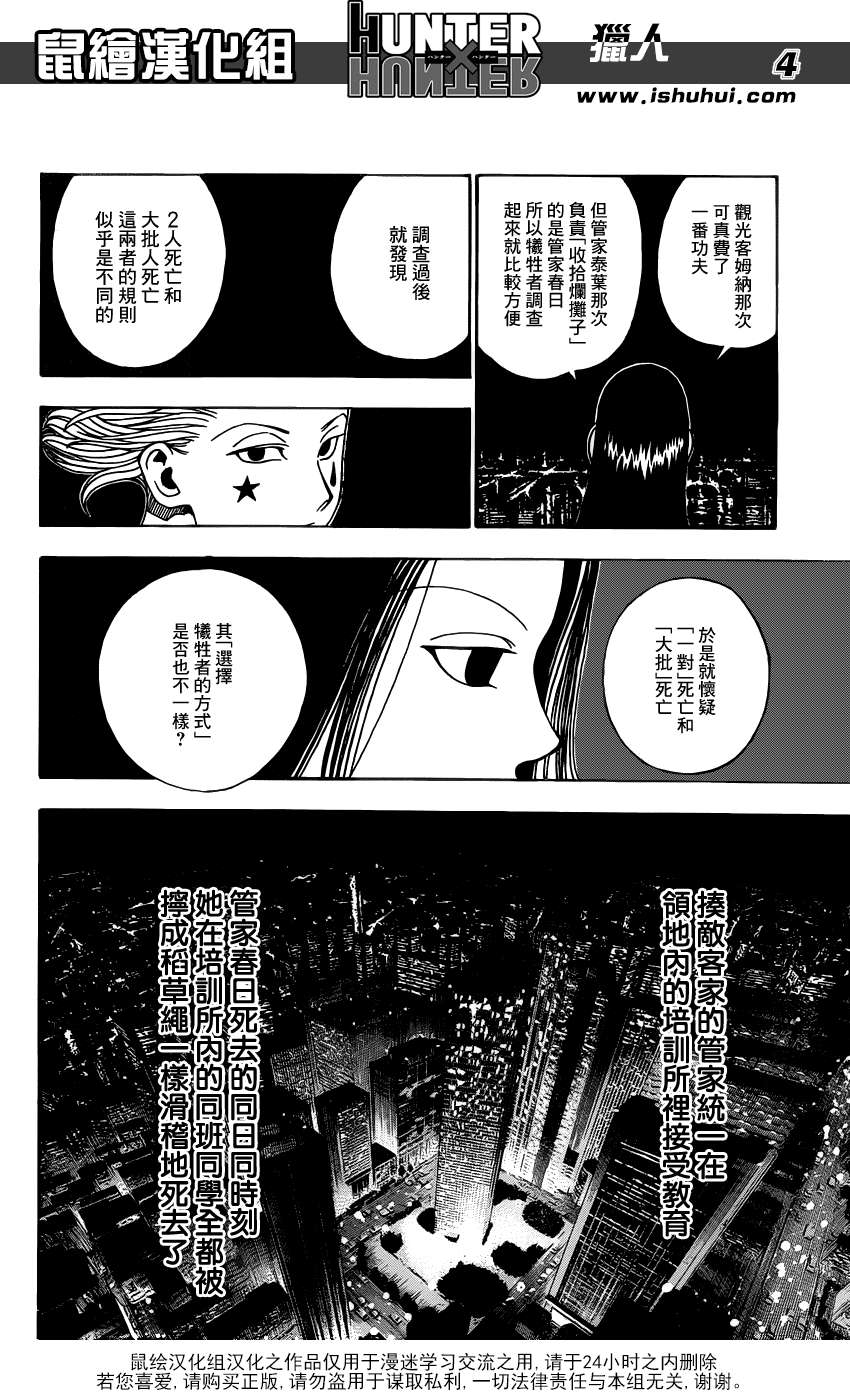 鼠繪漢化組
HUNTER
ハンター×ハンター
HUNTER
獵人
4
www.ishuhui.com
觀光客姆納那次
可真費了
一番功夫
但管家泰葉那次
負責「收拾爛攤子」
的是管家春日
所以犧牲者調查
起來就比較方便
調查過後
就發現
2人死亡和
大批人死亡
這兩者的規則
似乎是不同的
於是就懷疑
「一對」死亡和
「大批」死亡
其「選擇
犧牲者的方式」
是否也不一樣?
揍敵客家的管家統一在
領地內的培訓所裡接受教育
管家春日死去的同日同時刻
她在培訓所內的同班同學全都被
擰成稻草繩一樣滑稽地死去了
鼠绘汉化组汉化之作品仅用于漫迷学习交流之用,请于24小时之内删除
若您喜爱,请购买正版,请勿盗用于谋取私利,一切法律责任与本组无关,谢谢。